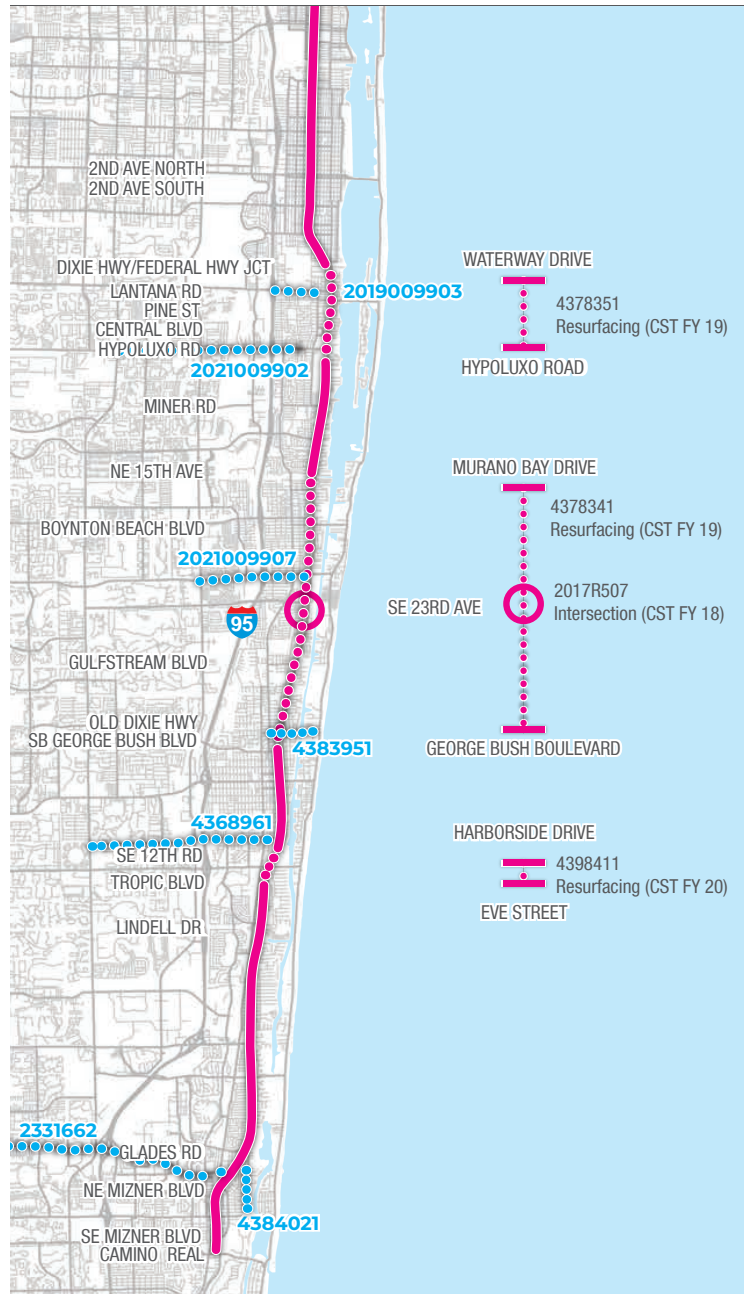 2ND AVE NORTH
2ND AVE SOUTH
DIXIE HWY/FEDERAL HWY JCT
LANTANA RD
2019009903
PINE ST
CENTRAL BLVD
HYPOLUXO RD
2021009902
MINER RD
NE 15TH AVE
BOYNTON BEACH BLVD
2021009907
95
GULFSTREAM BLVD
OLD DIXIE HWY
SB GEORGE BUSH BLVD
4383951
4368961
SE 12TH RD
TROPIC BLVD
LINDELL DR
2331662
GLADES RD
NE MIZNER BLVD
4384021
SE MIZNER BLVD
CAMINO REAL
WATERWAY DRIVE
4378351
Resurfacing (CST FY 19)
HYPOLUXO ROAD
MURANO BAY DRIVE
4378341
Resurfacing (CST FY 19)
SE 23RD AVE
2017R507
Intersection (CST FY 18)
GEORGE BUSH BOULEVARD
HARBORSIDE DRIVE
4398411
Resurfacing (CST FY 20)
EVE STREET